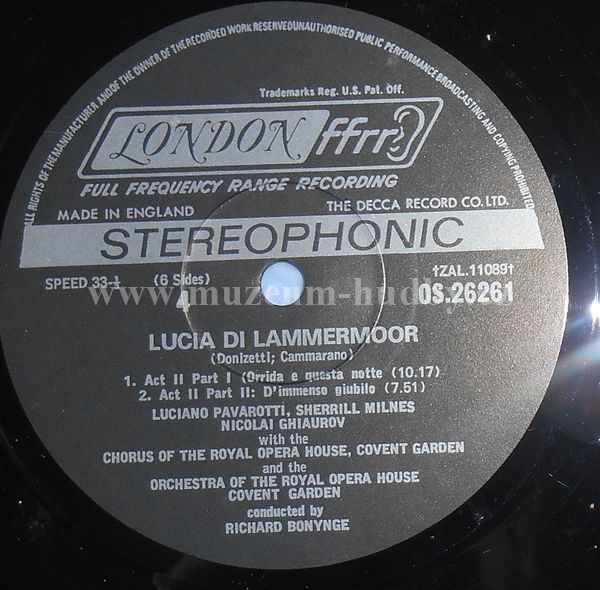 ALL RIGHTS OF THE MANUFACTURER AND OF THE OWNER OF THE RECORDED WORK RESERVED UNAUTHORISED PUBLIC PERFORMANCE BROADCASTING AND COPYING PROHIBITED
Trademarks Reg. U.S. Pat. Off.
LONDON ffrr
FULL FREQUENCY RANGE RECORDING
MADE IN ENGLAND THE DECCA RECORD CO. LTD.
STEREOPHONIC
SPEED 33⅓ (6 Sides) †ZAL.11089†
4 OS.26261
www.muzeum-hudby
LUCIA DI LAMMERMOOR
(Donizetti; Cammarano)
1. Act II Part I (Orrida e questa notte (10.17)
2. Act II Part II: D'immenso giubilo (7.51)
LUCIANO PAVAROTTI, SHERRILL MILNES
NICOLAI GHIAUROV
with the
CHORUS OF THE ROYAL OPERA HOUSE, COVENT GARDEN
and the
ORCHESTRA OF THE ROYAL OPERA HOUSE
COVENT GARDEN
conducted by
RICHARD BONYNGE